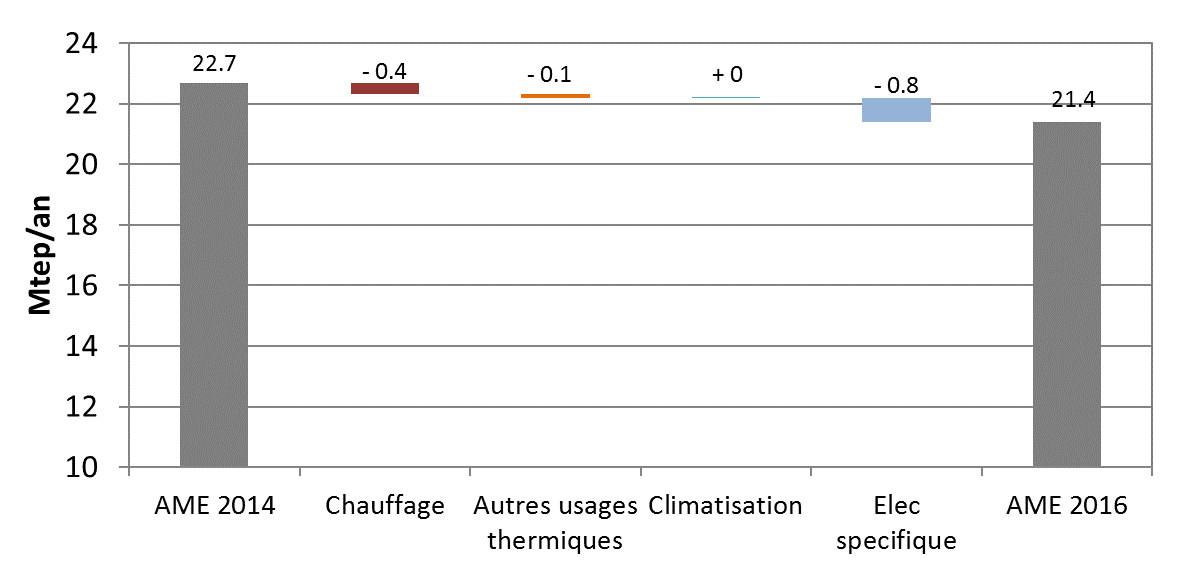 24
22
20
18
16
14
12
10
Mtep/an
22.7
- 0.4
- 0.1
+ 0
- 0.8
21.4
AME 2014
Chauffage
Autres usages
thermiques
Climatisation
Elec
specifique
AME 2016